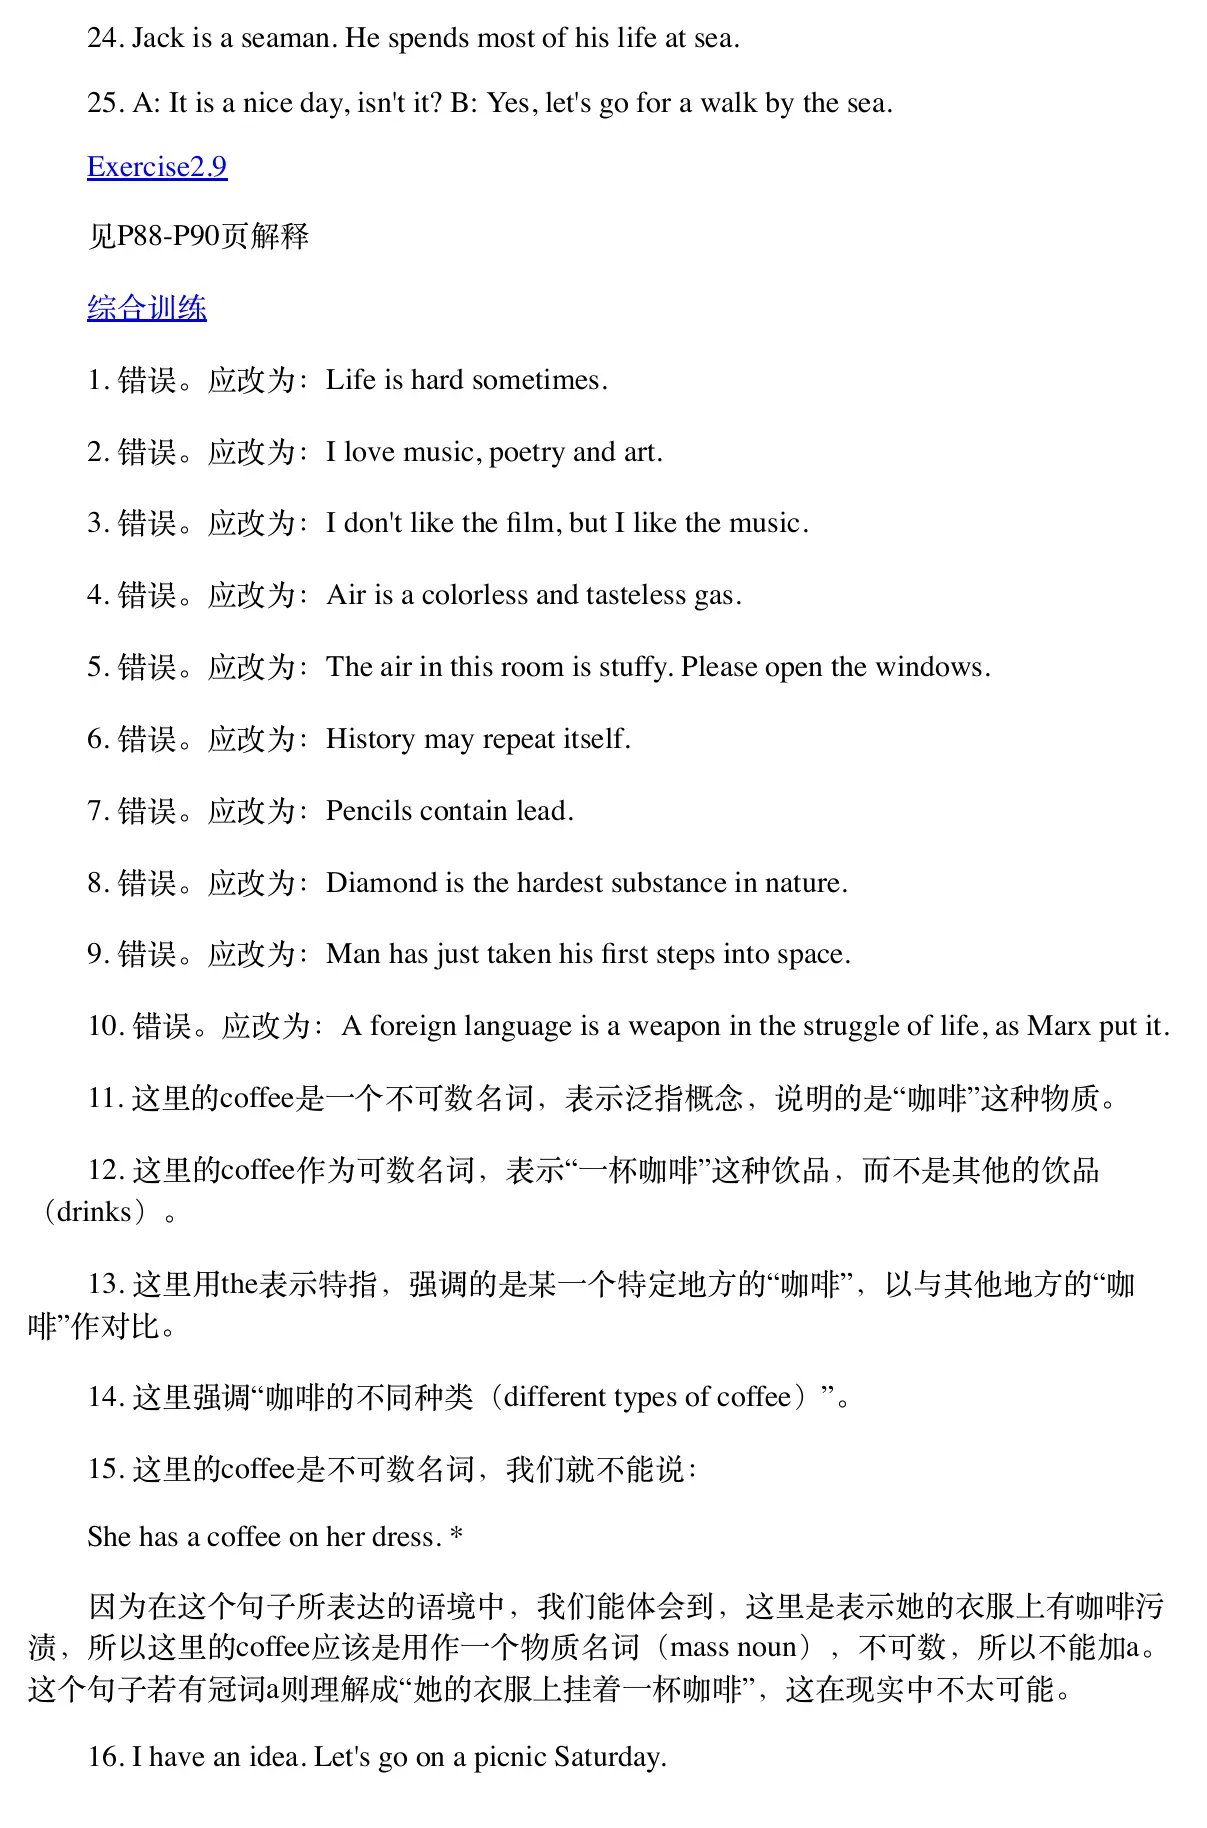 24. Jack is a seaman. He spends most of his life at sea.
25. A: It is a nice day, isn't it? B: Yes, let's go for a walk by the sea.
Exercise2.9
见P88-P90页解释
综合训练
1. 错误。应改为：Life is hard sometimes.
2. 错误。应改为：I love music, poetry and art.
3. 错误。应改为：I don't like the film, but I like the music.
4. 错误。应改为：Air is a colorless and tasteless gas.
5. 错误。应改为：The air in this room is stuffy. Please open the windows.
6. 错误。应改为：History may repeat itself.
7. 错误。应改为：Pencils contain lead.
8. 错误。应改为：Diamond is the hardest substance in nature.
9. 错误。应改为：Man has just taken his first steps into space.
10. 错误。应改为：A foreign language is a weapon in the struggle of life, as Marx put it.
11. 这里的coffee是一个不可数名词，表示泛指概念，说明的是“咖啡”这种物质。
12. 这里的coffee作为可数名词，表示“一杯咖啡”这种饮品，而不是其他的饮品
（drinks）。
13. 这里用the表示特指，强调的是某一个特定地方的“咖啡”，以与其他地方的“咖
啡”作对比。
14. 这里强调“咖啡的不同种类（different types of coffee）”。
15. 这里的coffee是不可数名词，我们就不能说：
She has a coffee on her dress. *
因为在这个句子所表达的语境中，我们能体会到，这里是表示她的衣服上有咖啡污
渍，所以这里的coffee应该是用作一个物质名词（mass noun），不可数，所以不能加a。
这个句子若有冠词a则理解成“她的衣服上挂着一杯咖啡”，这在现实中不太可能。
16. I have an idea. Let's go on a picnic Saturday.